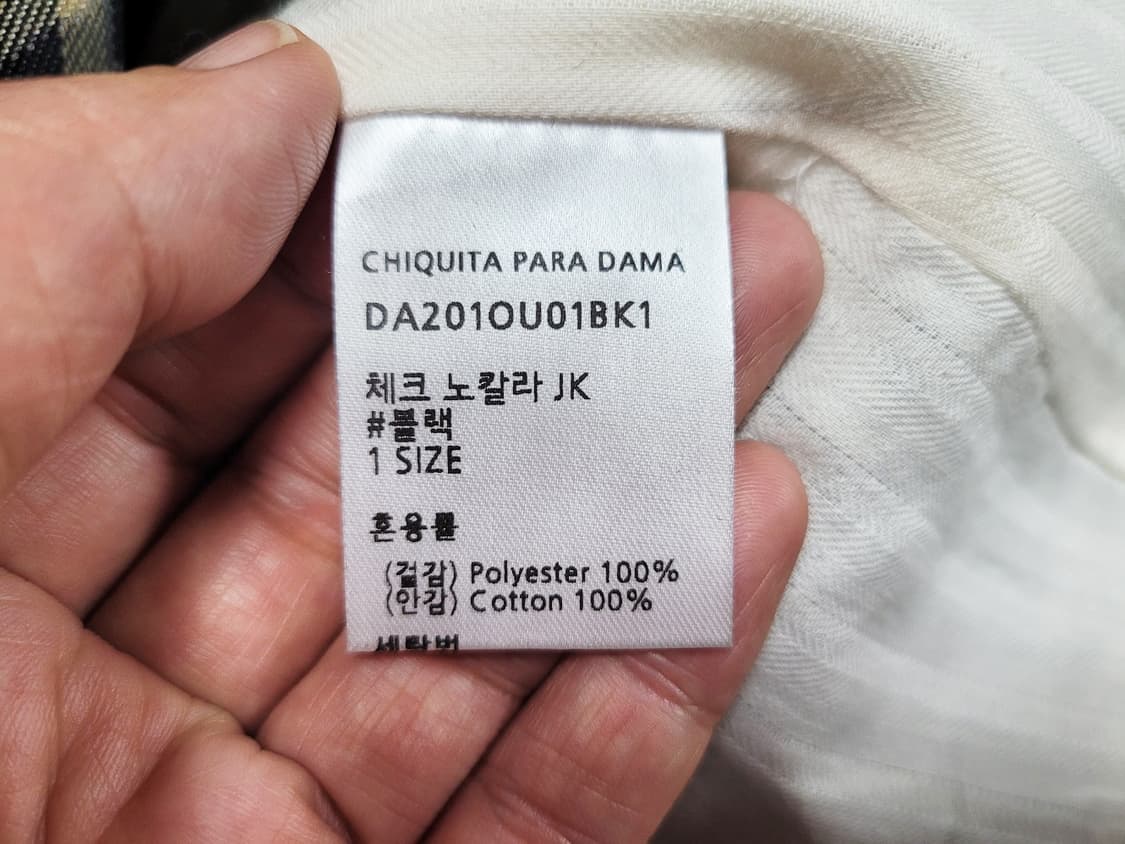 CHIQUITA PARA DAMA
DA201OU01BK1
체크 노칼라 JK
#블랙
1 SIZE
혼용률
(겉감) Polyester 100%
(안감) Cotton 100%